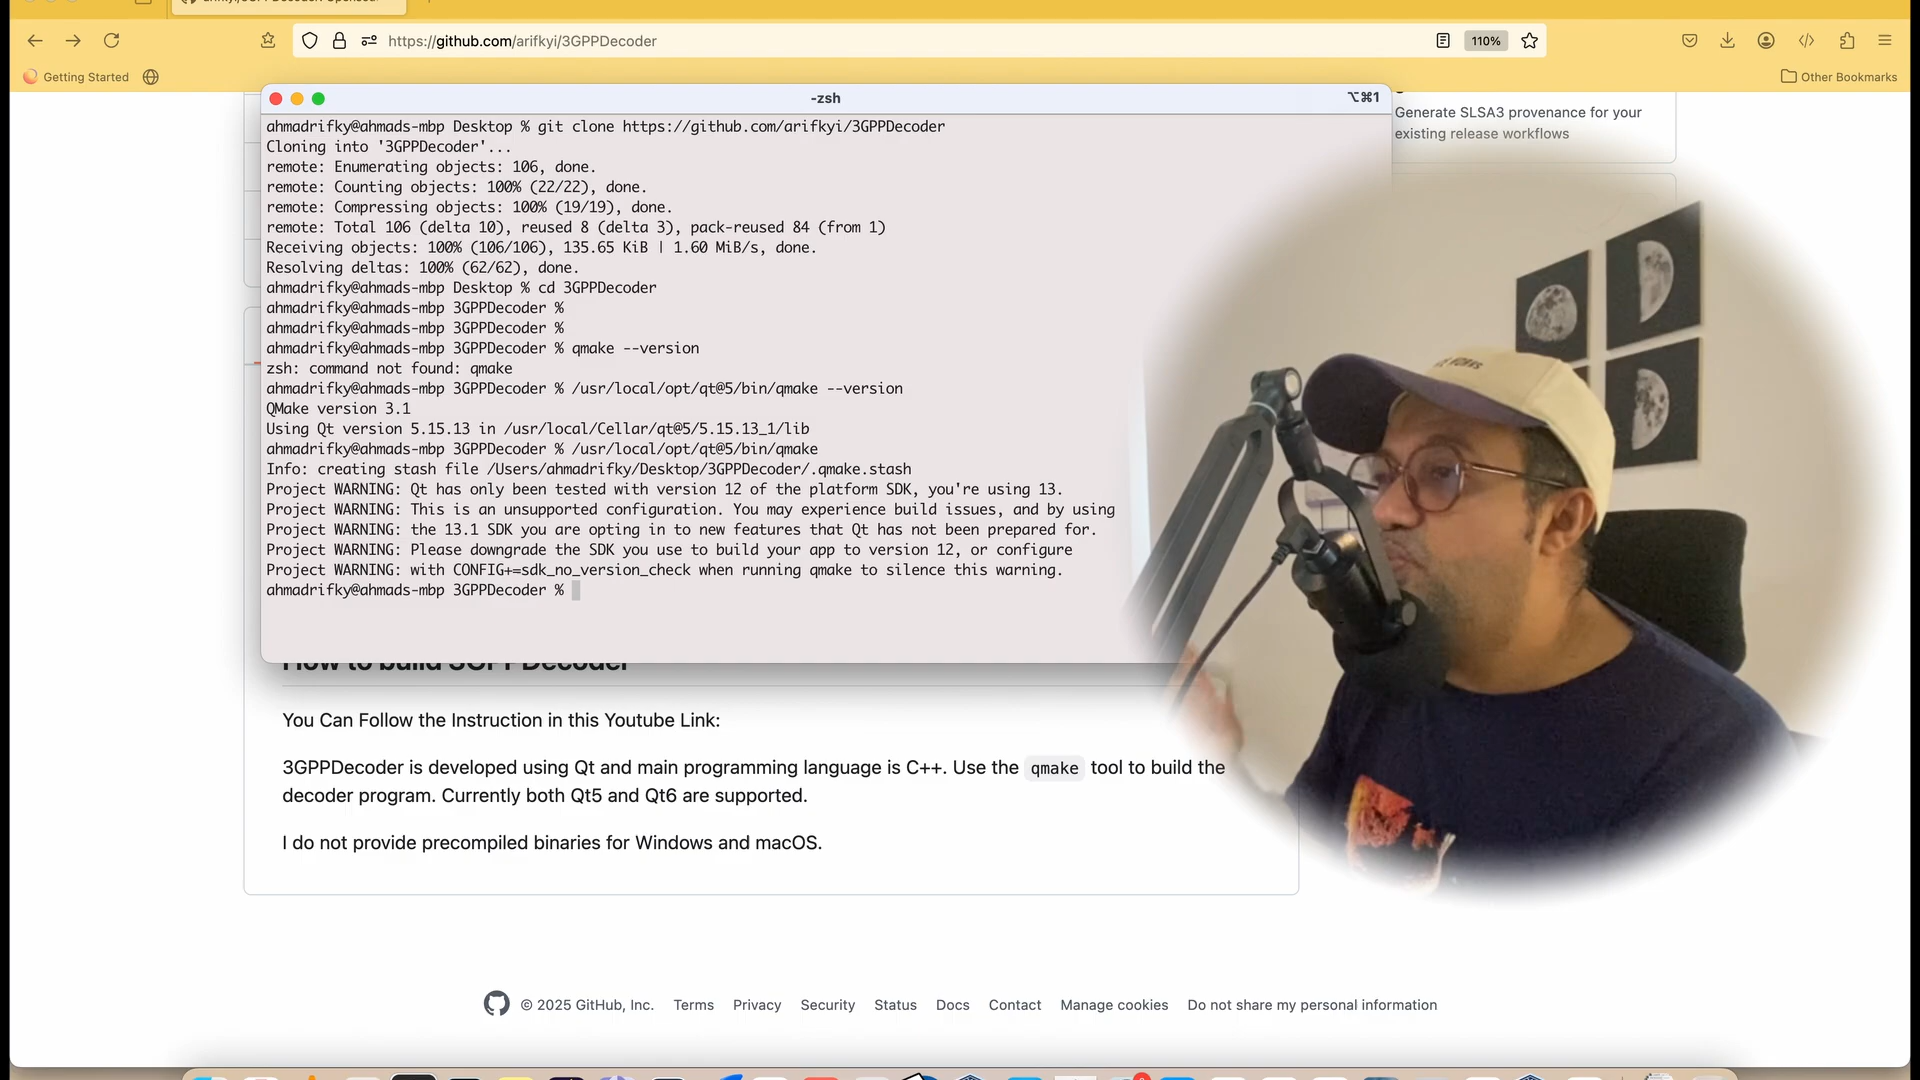 https://github.com/arifkyi/3GPPDecoder
110%
Getting Started
Other Bookmarks
-zsh
⌥⌘1
Generate SLSA3 provenance for your
existing release workflows
ahmadrifky@ahmads-mbp Desktop % git clone https://github.com/arifkyi/3GPPDecoder
Cloning into '3GPPDecoder'...
remote: Enumerating objects: 106, done.
remote: Counting objects: 100% (22/22), done.
remote: Compressing objects: 100% (19/19), done.
remote: Total 106 (delta 10), reused 8 (delta 3), pack-reused 84 (from 1)
Receiving objects: 100% (106/106), 135.65 KiB | 1.60 MiB/s, done.
Resolving deltas: 100% (62/62), done.
ahmadrifky@ahmads-mbp Desktop % cd 3GPPDecoder
ahmadrifky@ahmads-mbp 3GPPDecoder %
ahmadrifky@ahmads-mbp 3GPPDecoder %
ahmadrifky@ahmads-mbp 3GPPDecoder % qmake --version
zsh: command not found: qmake
ahmadrifky@ahmads-mbp 3GPPDecoder % /usr/local/opt/qt@5/bin/qmake --version
QMake version 3.1
Using Qt version 5.15.13 in /usr/local/Cellar/qt@5/5.15.13_1/lib
ahmadrifky@ahmads-mbp 3GPPDecoder % /usr/local/opt/qt@5/bin/qmake
Info: creating stash file /Users/ahmadrifky/Desktop/3GPPDecoder/.qmake.stash
Project WARNING: Qt has only been tested with version 12 of the platform SDK, you're using 13.
Project WARNING: This is an unsupported configuration. You may experience build issues, and by using
Project WARNING: the 13.1 SDK you are opting in to new features that Qt has not been prepared for.
Project WARNING: Please downgrade the SDK you use to build your app to version 12, or configure
Project WARNING: with CONFIG+=sdk_no_version_check when running qmake to silence this warning.
ahmadrifky@ahmads-mbp 3GPPDecoder %
How to build 3GPPDecoder
You Can Follow the Instruction in this Youtube Link:
3GPPDecoder is developed using Qt and main programming language is C++. Use the qmake tool to build the
decoder program. Currently both Qt5 and Qt6 are supported.
I do not provide precompiled binaries for Windows and macOS.
© 2025 GitHub, Inc. Terms Privacy Security Status Docs Contact Manage cookies Do not share my personal information